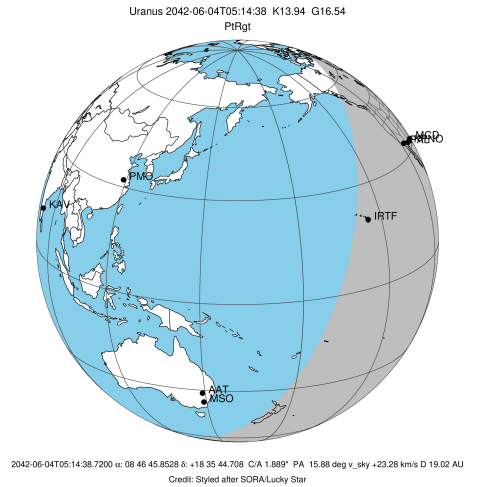 Uranus 2042-06-04T05:14:38 K13.94 G16.54
PtRgt
MCD
IRTF
PMO
KAV
AAT
MSO
2042-06-04T05:14:38.7200 α: 08 46 45.8528 δ: +18 35 44.708 C/A 1.889" PA 15.88 deg v_sky +23.28 km/s D 19.02 AU
Credit: Styled after SORA/Lucky Star